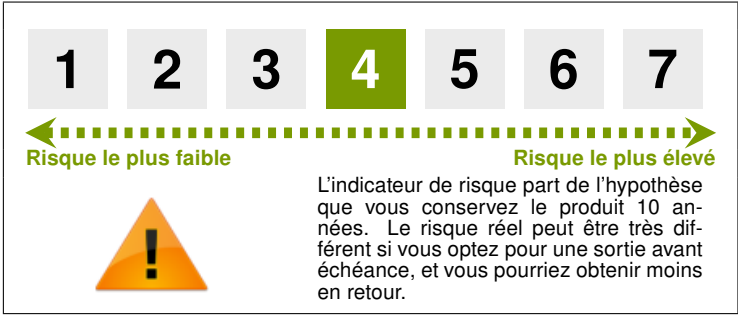 1 2 3 4 5 6 7
Risque le plus faible Risque le plus élevé
L'indicateur de risque part de l'hypothèse
que vous conservez le produit 10 an-
nées. Le risque réel peut être très dif-
férent si vous optez pour une sortie avant
échéance, et vous pourriez obtenir moins
en retour.